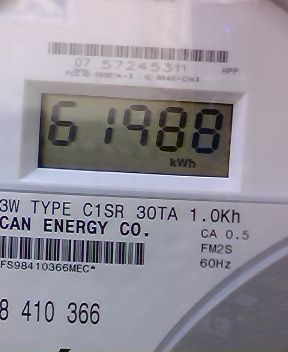 07 57245311
61988
kWh
3W TYPE C1SR 30TA 1.0Kh
CAN ENERGY CO.
CA 0.5
FM2S
60Hz
FS98410366MEC*
8 410 366